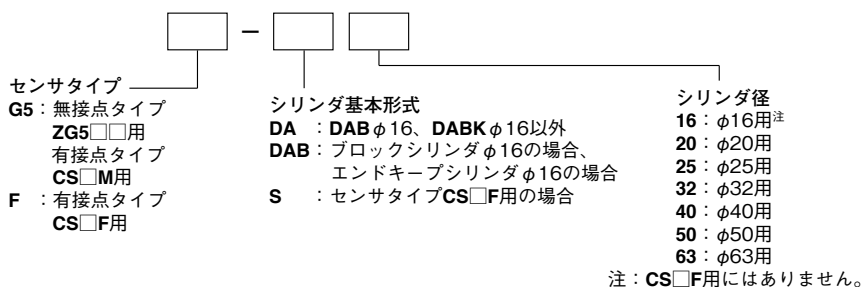 −
センサタイプ
G5：無接点タイプ
ZG5□□用
有接点タイプ
CS□M用
F ：有接点タイプ
CS□F用
シリンダ基本形式
DA ：DABφ16、DABKφ16以外
DAB：ブロックシリンダφ16の場合、
エンドキープシリンダφ16の場合
S ：センサタイプCS□F用の場合
シリンダ径
16：φ16用注
20：φ20用
25：φ25用
32：φ32用
40：φ40用
50：φ50用
63：φ63用
注：CS□F用にはありません。